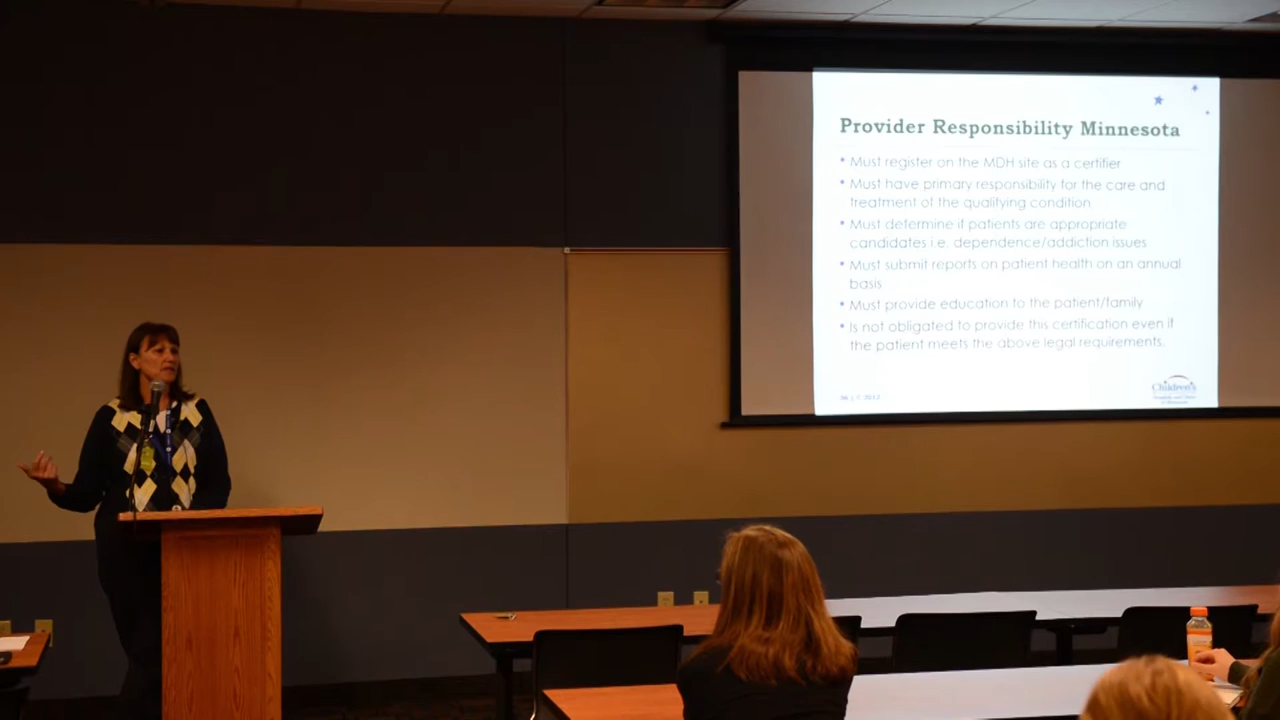 Provider Responsibility Minnesota
• Must register on the MDH site as a certifier
• Must have primary responsibility for the care and
treatment of the qualifying condition
• Must determine if patients are appropriate
candidates i.e. dependence/addiction issues
• Must submit reports on patient health on an annual
basis
• Must provide education to the patient/family
• Is not obligated to provide this certification even if
the patient meets the above legal requirements.
Children's